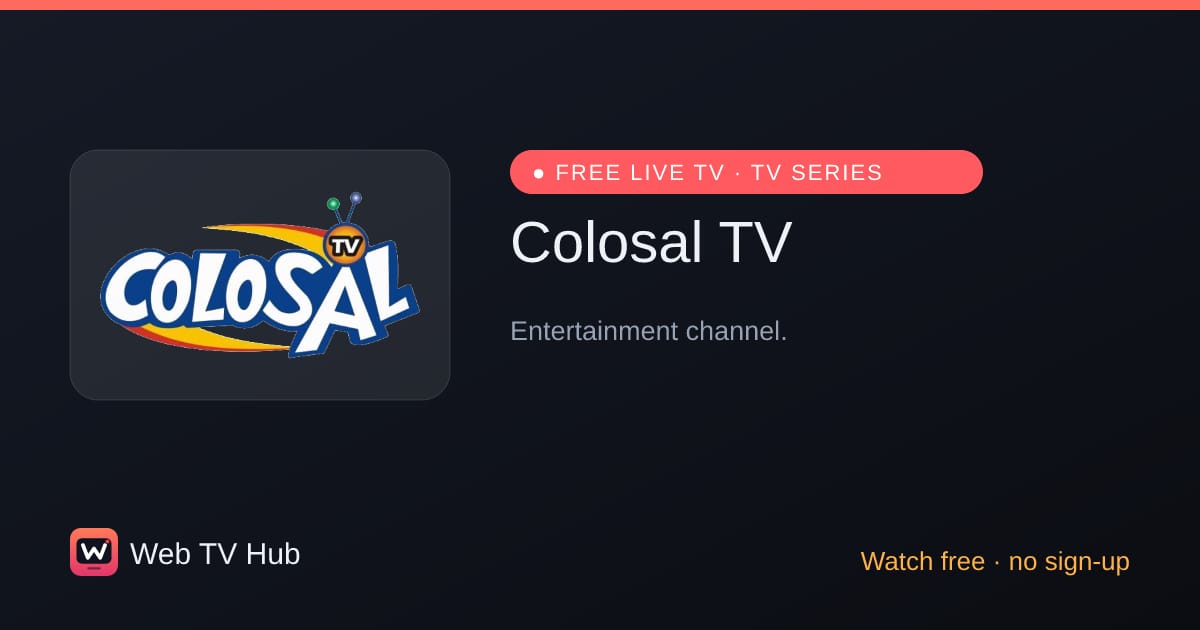 TV
COLOSAL
● FREE LIVE TV · TV SERIES
Colosal TV
Entertainment channel.
W
Web TV Hub
Watch free · no sign-up